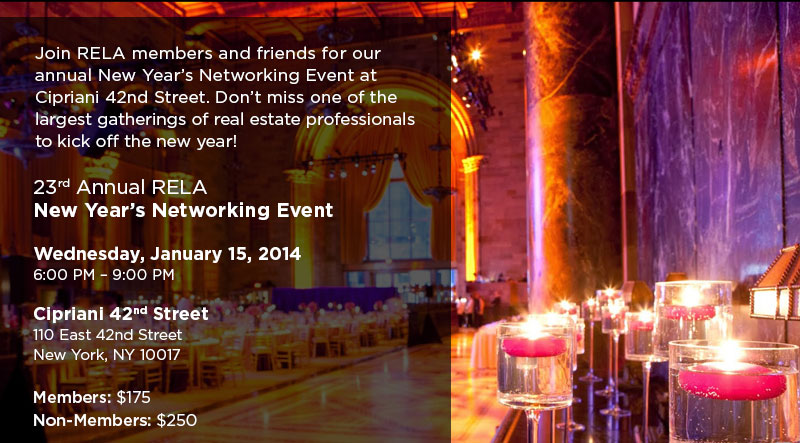 Join RELA members and friends for our
annual New Year’s Networking Event at
Cipriani 42nd Street. Don’t miss one of the
largest gatherings of real estate professionals
to kick off the new year!
23rd Annual RELA
New Year’s Networking Event
Wednesday, January 15, 2014
6:00 PM – 9:00 PM
Cipriani 42nd Street
110 East 42nd Street
New York, NY 10017
Members: $175
Non-Members: $250